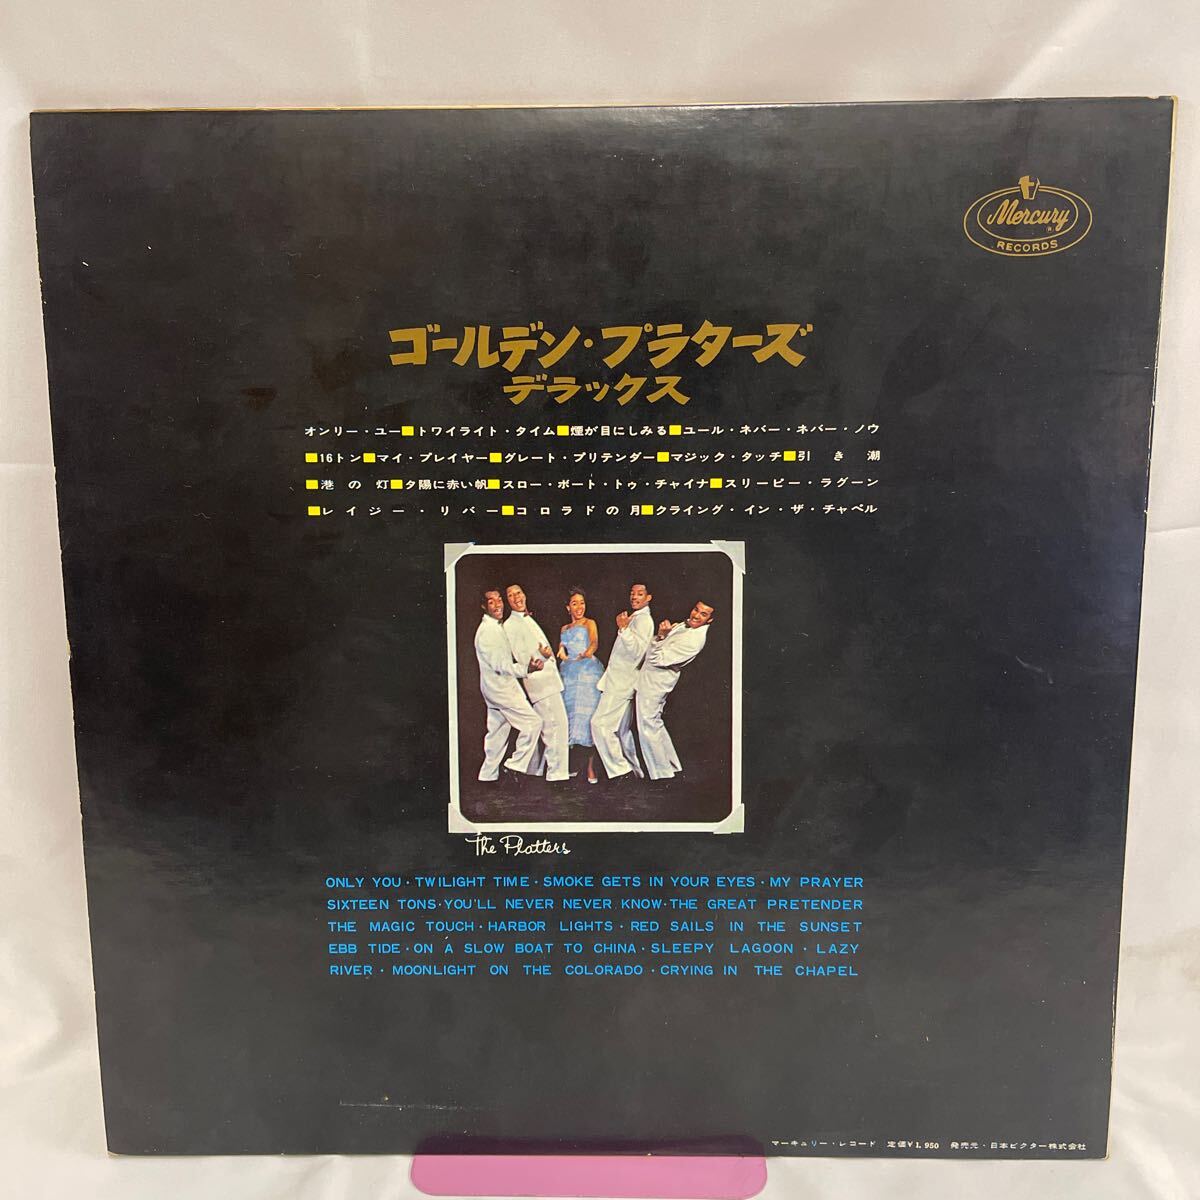 Mercury
RECORDS
ゴールデン・プラターズ
デラックス
オンリー・ユー■トワイライト・タイム■煙が目にしみる■ユール・ネバー・ネバー・ノウ
■16トン■マイ・プレイヤー■グレート・プリテンダー■マジック・タッチ■引き潮
■港の灯■夕陽に赤い帆■スロー・ボート・トゥ・チャイナ■スリーピー・ラグーン
■レイジー・リバー■コロラドの月■クライング・イン・ザ・チャペル
The Platters
ONLY YOU・TWILIGHT TIME・SMOKE GETS IN YOUR EYES・MY PRAYER
SIXTEEN TONS・YOU'LL NEVER NEVER KNOW・THE GREAT PRETENDER
THE MAGIC TOUCH・HARBOR LIGHTS・RED SAILS IN THE SUNSET
EBB TIDE・ON A SLOW BOAT TO CHINA・SLEEPY LAGOON・LAZY
RIVER・MOONLIGHT ON THE COLORADO・CRYING IN THE CHAPEL
マーキュリー・レコード 定価¥1,950 発売元・日本ビクター株式会社